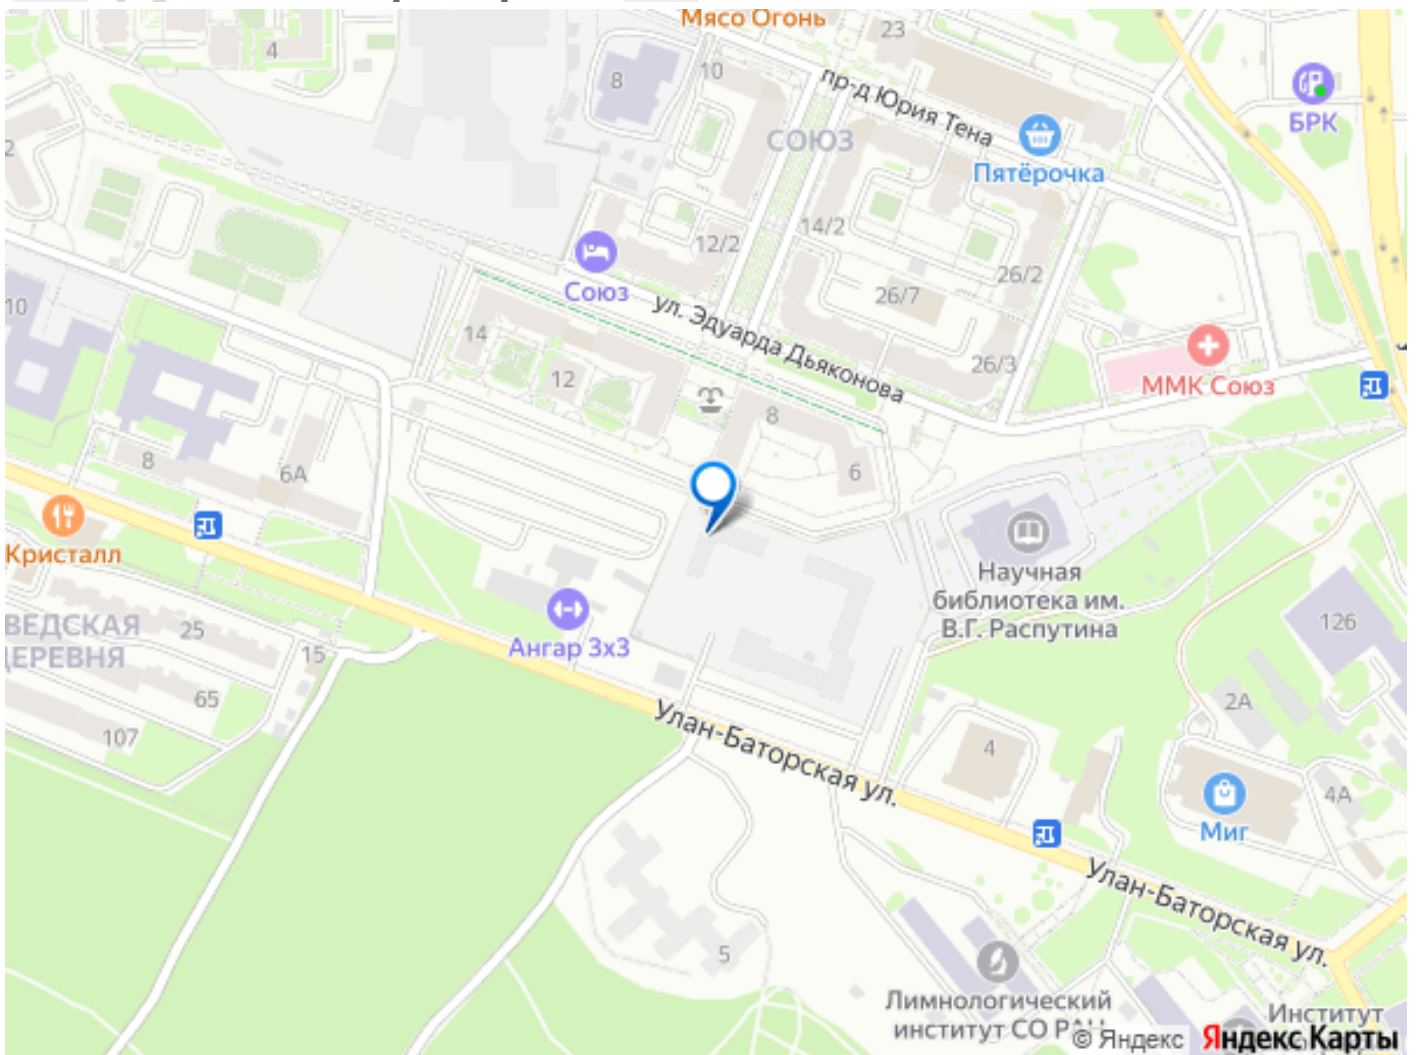 Мясо Огонь
23
4
8
10
пр-д Юрия Тена
БРК
СОЮЗ
Пятёрочка
2
12/2
14/2
Союз
26/2
26/7
ул. Эдуарда Дьяконова
10
14
12
26/3
ММК Союз
8
6
8
6А
Кристалл
Научная
библиотека им.
В.Г. Распутина
Ангар 3х3
ВЕДСКАЯ
ДЕРЕВНЯ
25
15
65
107
126
2А
Улан-Баторская ул.
4
4А
Миг
Улан-Баторская ул.
5
Лимнологический
институт СО РАН
Институт
© Яндекс
Яндекс Карты